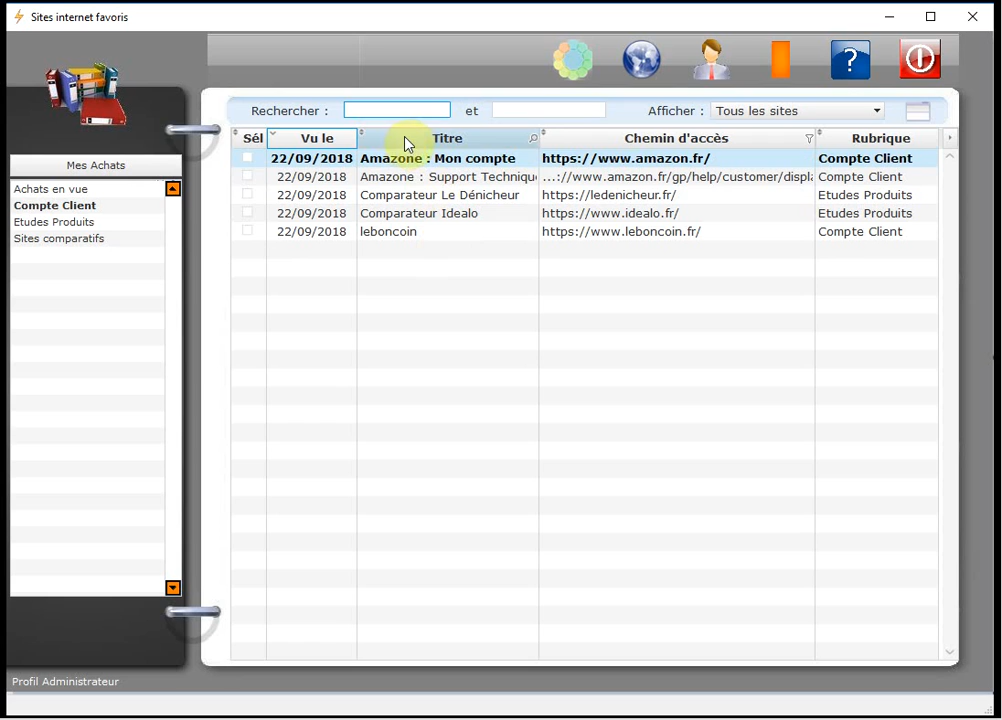 Sites internet favoris
?
Rechercher : et Afficher : Tous les sites
Sél Vu le Titre Chemin d'accès Rubrique
22/09/2018 Amazone : Mon compte https://www.amazon.fr/ Compte Client
22/09/2018 Amazone : Support Techniqu ...://www.amazon.fr/gp/help/customer/displa Compte Client
22/09/2018 Comparateur Le Dénicheur https://ledenicheur.fr/ Etudes Produits
22/09/2018 Comparateur Idealo https://www.idealo.fr/ Etudes Produits
22/09/2018 leboncoin https://www.leboncoin.fr/ Compte Client
Mes Achats
Achats en vue
Compte Client
Etudes Produits
Sites comparatifs
Profil Administrateur